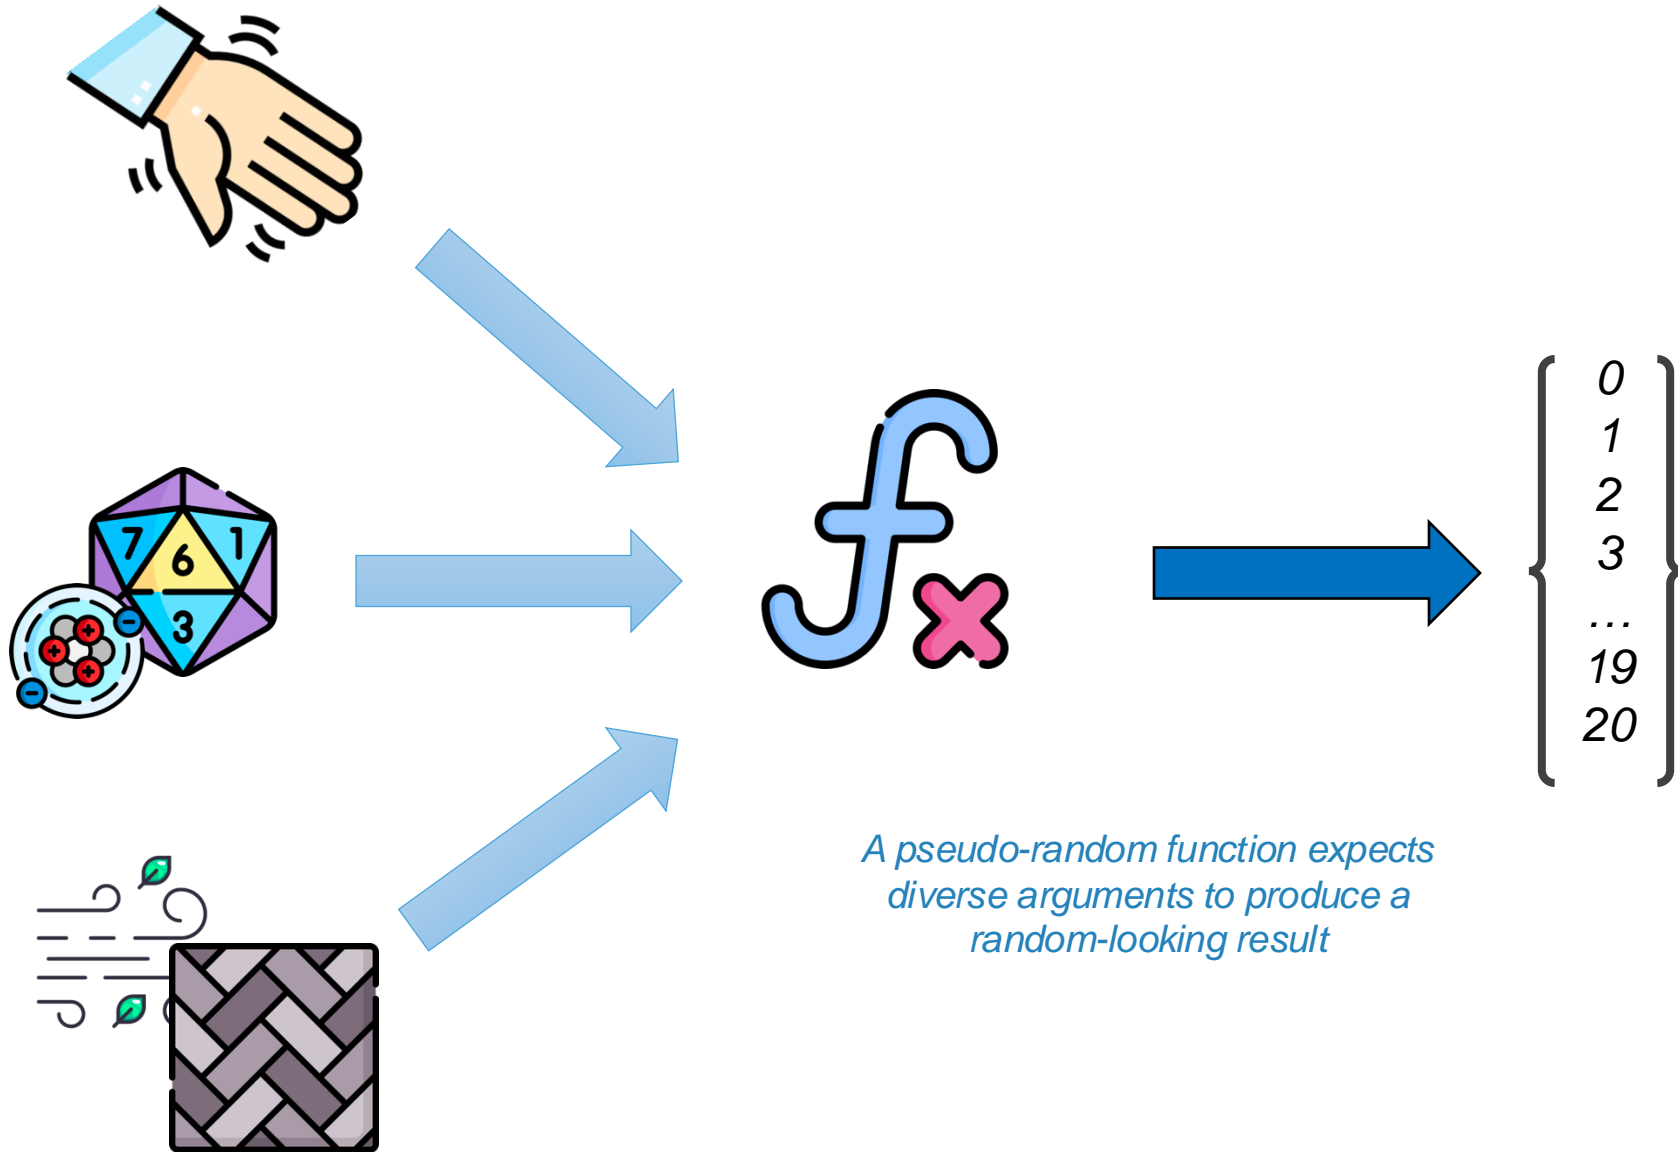 7 6 1
3
+
-
+
+
-
fx
0
1
2
3
...
19
20
A pseudo-random function expects
diverse arguments to produce a
random-looking result